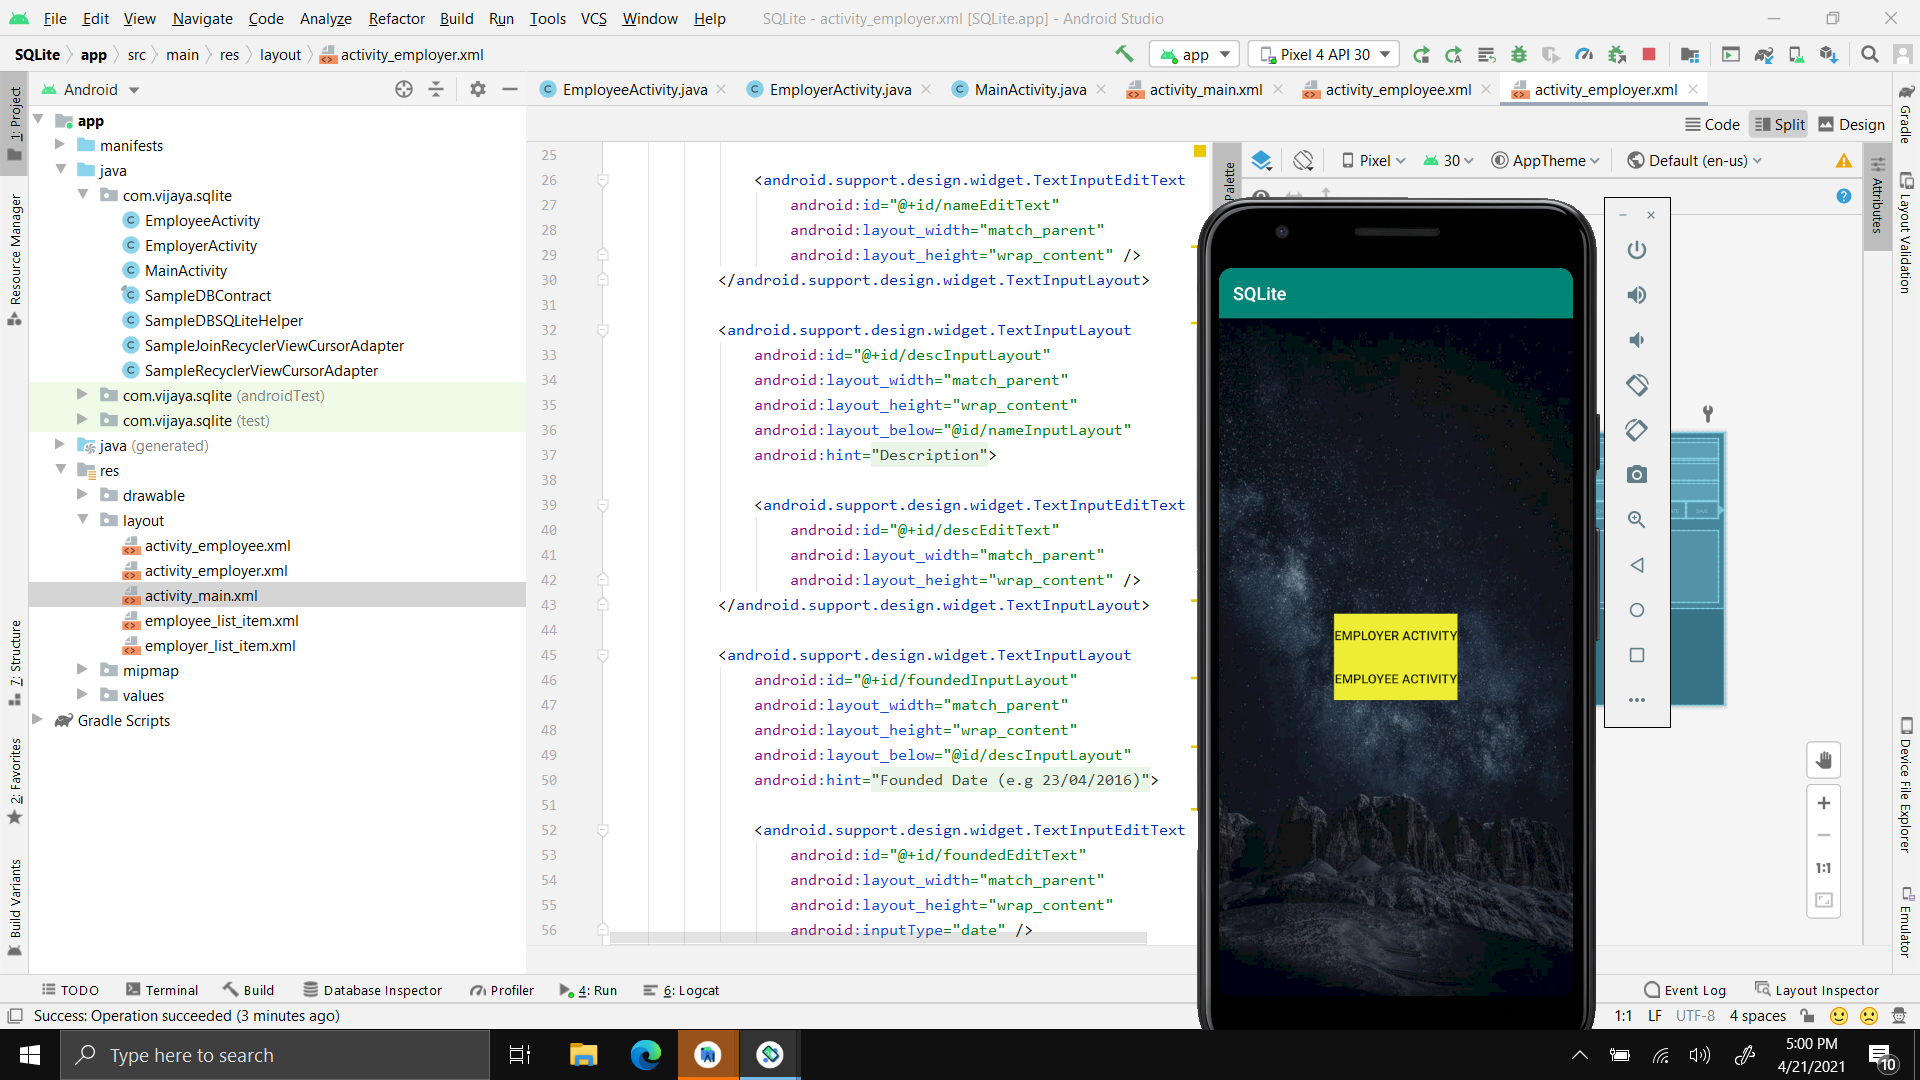 File Edit View Navigate Code Analyze Refactor Build Run Tools VCS Window Help SQLite - activity_employer.xml [SQLite.app] - Android Studio
SQLite app src main res layout activity_employer.xml app Pixel 4 API 30
Android EmployeeActivity.java EmployerActivity.java MainActivity.java activity_main.xml activity_employee.xml activity_employer.xml
Code Split Design
Pixel 30 AppTheme Default (en-us)
1: Project
Resource Manager
7: Structure
2: Favorites
Build Variants
app
manifests
java
com.vijaya.sqlite
EmployeeActivity
EmployerActivity
MainActivity
SampleDBContract
SampleDBSQLiteHelper
SampleJoinRecyclerViewCursorAdapter
SampleRecyclerViewCursorAdapter
com.vijaya.sqlite (androidTest)
com.vijaya.sqlite (test)
java (generated)
res
drawable
layout
activity_employee.xml
activity_employer.xml
activity_main.xml
employee_list_item.xml
employer_list_item.xml
mipmap
values
Gradle Scripts
25
26 <android.support.design.widget.TextInputEditText
27 android:id="@+id/nameEditText"
28 android:layout_width="match_parent"
29 android:layout_height="wrap_content" />
30 </android.support.design.widget.TextInputLayout>
31
32 <android.support.design.widget.TextInputLayout
33 android:id="@+id/descInputLayout"
34 android:layout_width="match_parent"
35 android:layout_height="wrap_content"
36 android:layout_below="@id/nameInputLayout"
37 android:hint="Description">
38
39 <android.support.design.widget.TextInputEditText
40 android:id="@+id/descEditText"
41 android:layout_width="match_parent"
42 android:layout_height="wrap_content" />
43 </android.support.design.widget.TextInputLayout>
44
45 <android.support.design.widget.TextInputLayout
46 android:id="@+id/foundedInputLayout"
47 android:layout_width="match_parent"
48 android:layout_height="wrap_content"
49 android:layout_below="@id/descInputLayout"
50 android:hint="Founded Date (e.g 23/04/2016)">
51
52 <android.support.design.widget.TextInputEditText
53 android:id="@+id/foundedEditText"
54 android:layout_width="match_parent"
55 android:layout_height="wrap_content"
56 android:inputType="date" />
Palette
SQLite
EMPLOYER ACTIVITY
EMPLOYEE ACTIVITY
1:1
Attributes
Gradle
Layout Validation
Device File Explorer
Emulator
TODO Terminal Build Database Inspector Profiler 4: Run 6: Logcat Event Log Layout Inspector
Success: Operation succeeded (3 minutes ago) 1:1 LF UTF-8 4 spaces
Type here to search
5:00 PM
4/21/2021
10